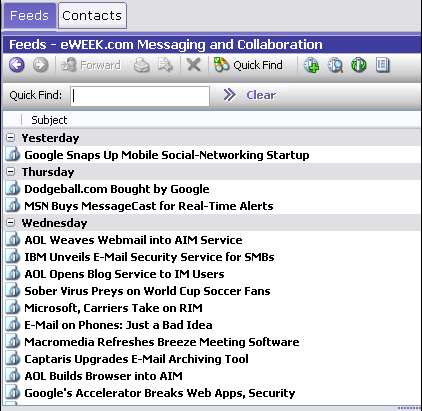 Feeds Contacts
Feeds - eWEEK.com Messaging and Collaboration
Forward Quick Find
Quick Find: Clear
Subject
Yesterday
Google Snaps Up Mobile Social-Networking Startup
Thursday
Dodgeball.com Bought by Google
MSN Buys MessageCast for Real-Time Alerts
Wednesday
AOL Weaves Webmail into AIM Service
IBM Unveils E-Mail Security Service for SMBs
AOL Opens Blog Service to IM Users
Sober Virus Preys on World Cup Soccer Fans
Microsoft, Carriers Take on RIM
E-Mail on Phones: Just a Bad Idea
Macromedia Refreshes Breeze Meeting Software
Captaris Upgrades E-Mail Archiving Tool
AOL Builds Browser into AIM
Google's Accelerator Breaks Web Apps, Security